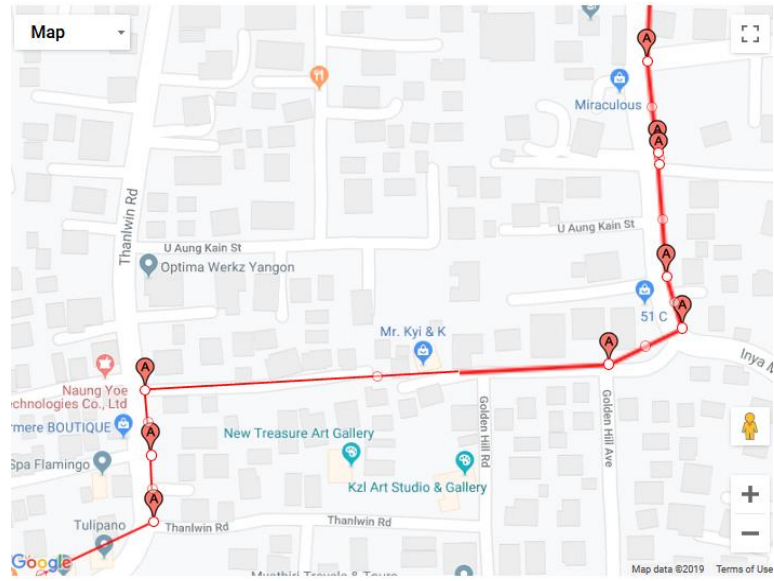 Map
A
Miraculous
A
A
Thanlwin Rd
U Aung Kain St
U Aung Kain St
Optima Werkz Yangon
A
51 C
A
Mr. Kyi & K
A
Inya M
A
Naung Yoe
echnologies Co., Ltd
rmere BOUTIQUE
A
New Treasure Art Gallery
Golden Hill Rd
Golden Hill Ave
Spa Flamingo
Kzl Art Studio & Gallery
A
Tulipano
Thanlwin Rd
Thanlwin Rd
Google
Map data ©2019
Terms of Use